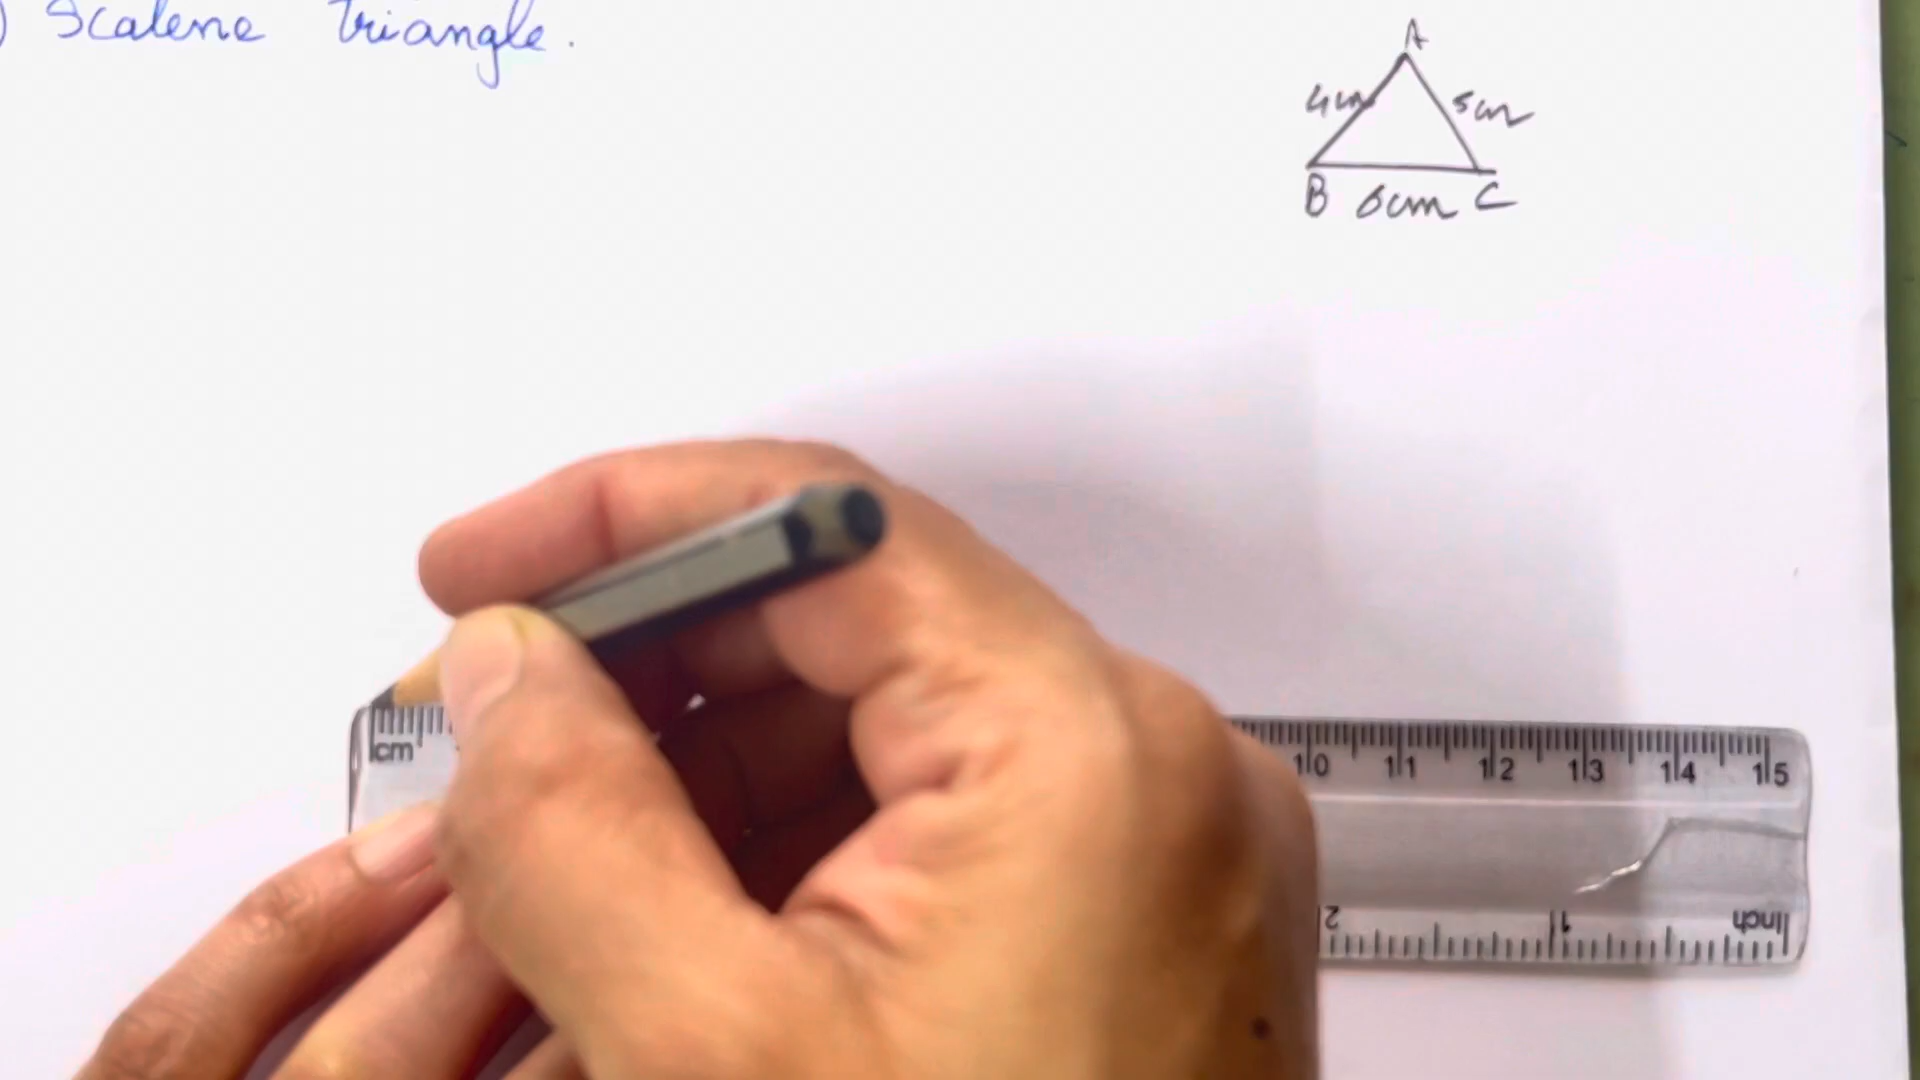 ) Scalene triangle.
A
4cm 5cm
B 6cm C
cm 10 11 12 13 14 15
2 1 Inch